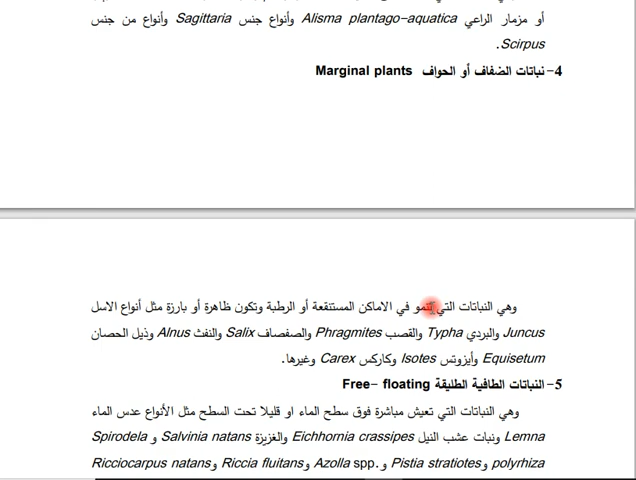 أو مزمار الراعي Alisma plantago-aquatica وأنواع جنس Sagittaria وأنواع من جنس
Scirpus.
4- نباتات الضفاف أو الحواف Marginal plants
وهي النباتات التي تنمو في الاماكن المستنقعة أو الرطبة وتكون ظاهرة أو بارزة مثل أنواع الاسل
Juncus والبردي Typha والقصب Phragmites والصفصاف Salix والنفث Alnus وذيل الحصان
Equisetum وأيزوتس Isotes وكاركس Carex وغيرها.
5- النباتات الطافية الطليقة Free- floating
وهي النباتات التي تعيش مباشرة فوق سطح الماء او قليلا تحت السطح مثل الأنواع عدس الماء
Lemna ونبات عشب النيل Eichhornia crassipes والغزيزة Salvinia natans و Spirodela
polyrhiza و Pistia stratiotes و Azolla spp. و Riccia fluitans و Ricciocarpus natans